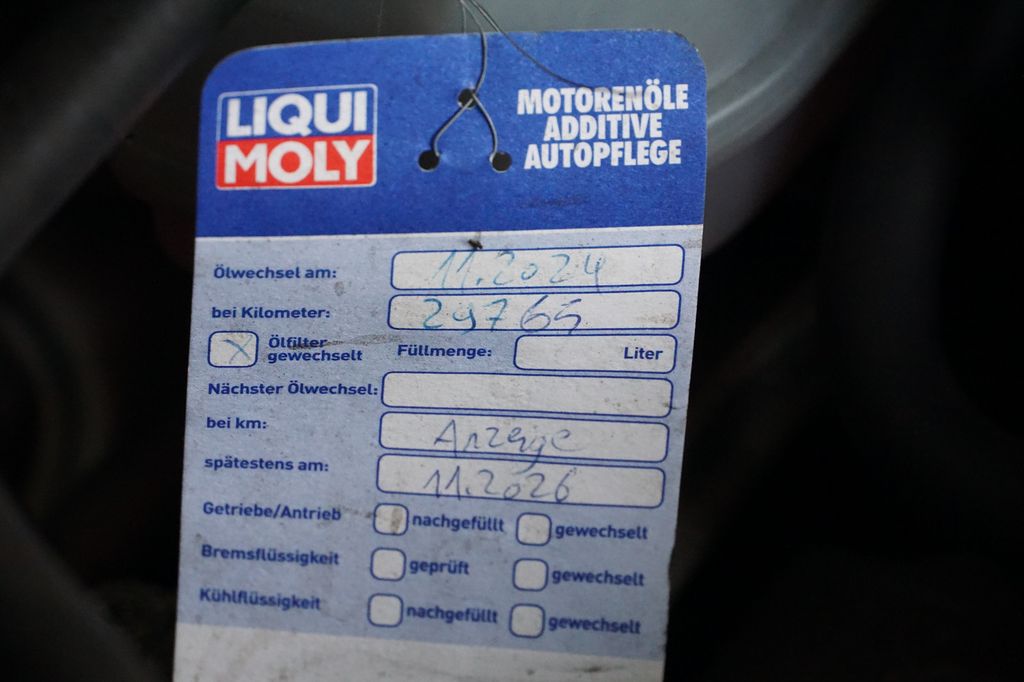 LIQUI
MOLY
MOTORENÖLE
ADDITIVE
AUTOPFLEGE
Ölwechsel am: 11.2024
bei Kilometer: 29765
X Ölfilter
gewechselt Füllmenge: Liter
Nächster Ölwechsel:
bei km: Anzeige
spätestens am: 11.2026
Getriebe/Antrieb nachgefüllt gewechselt
Bremsflüssigkeit geprüft gewechselt
Kühlflüssigkeit nachgefüllt gewechselt